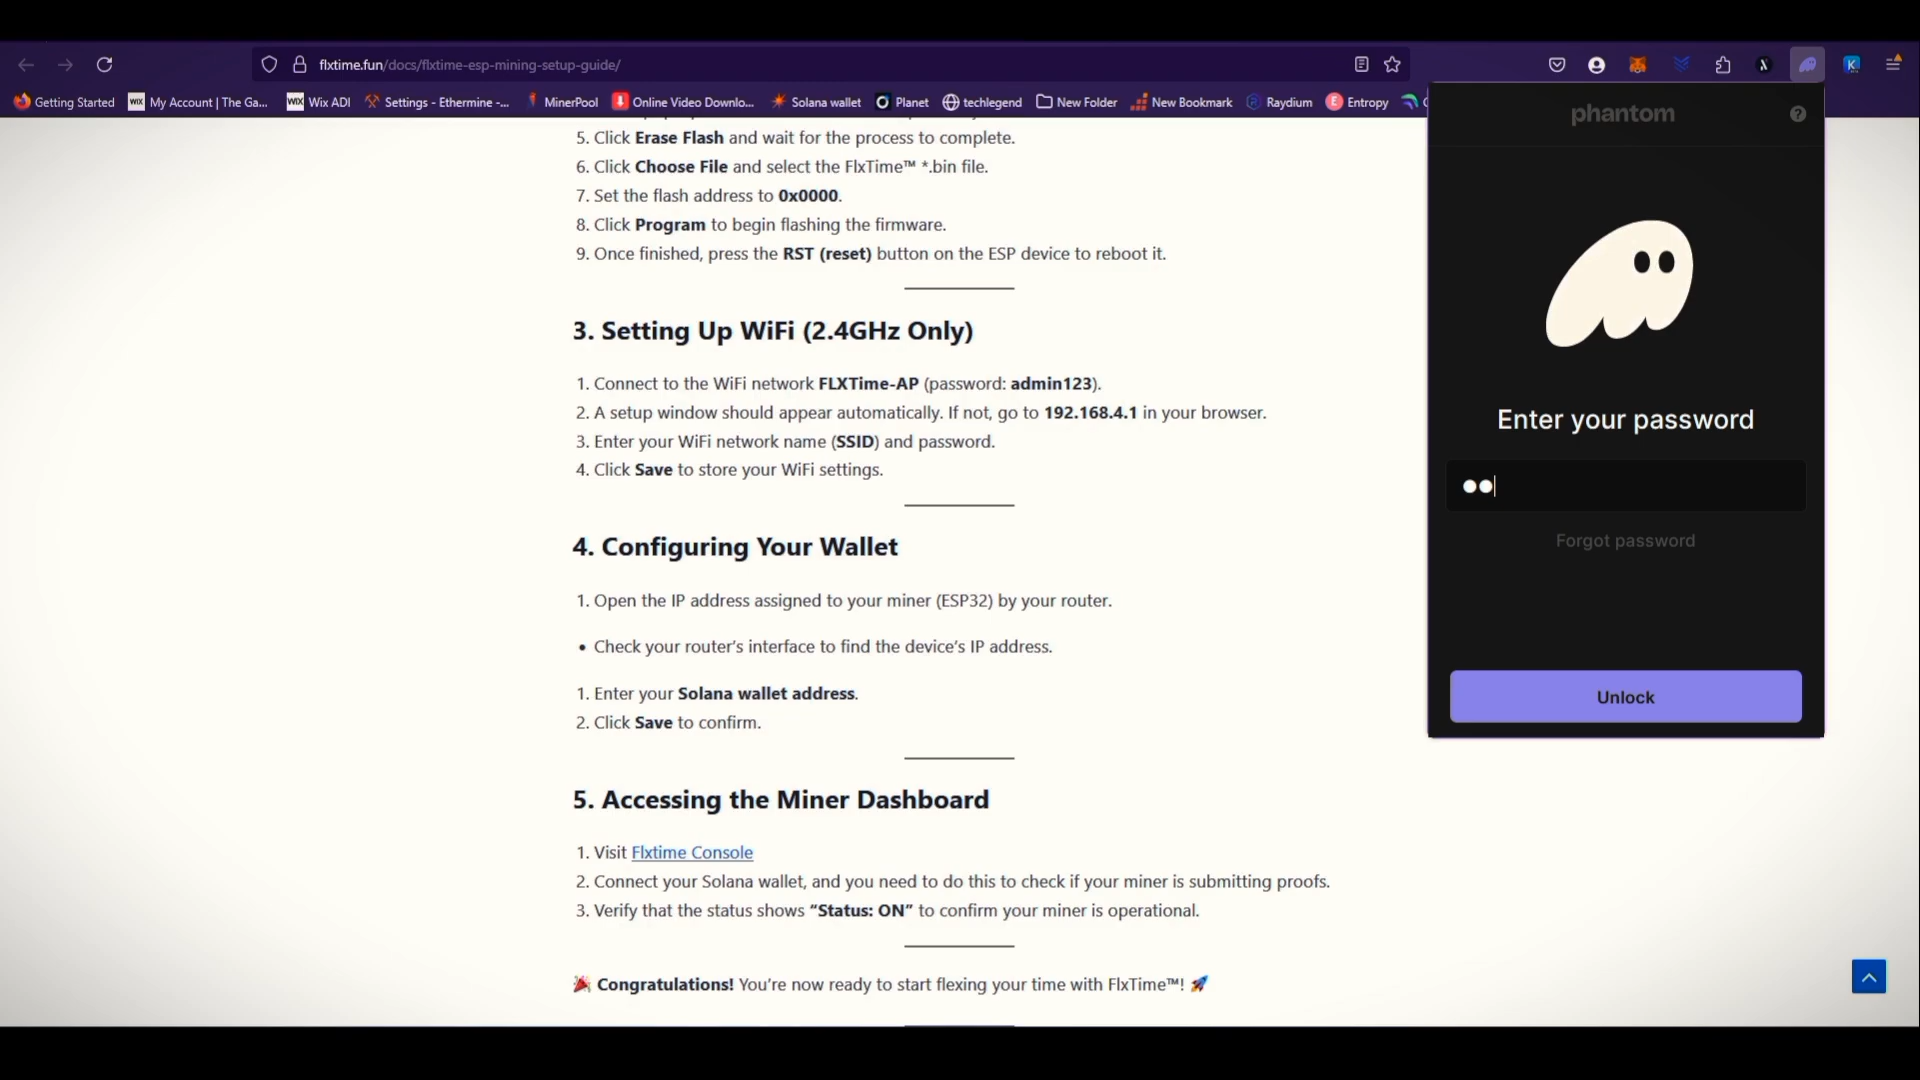 flxtime.fun/docs/flxtime-esp-mining-setup-guide/
Getting Started
My Account | The Ga...
Wix ADI
Settings - Ethermine -...
MinerPool
Online Video Downlo...
Solana wallet
Planet
techlegend
New Folder
New Bookmark
Raydium
Entropy
5. Click Erase Flash and wait for the process to complete.
6. Click Choose File and select the FlxTime™ *.bin file.
7. Set the flash address to 0x0000.
8. Click Program to begin flashing the firmware.
9. Once finished, press the RST (reset) button on the ESP device to reboot it.
3. Setting Up WiFi (2.4GHz Only)
1. Connect to the WiFi network FLXTime-AP (password: admin123).
2. A setup window should appear automatically. If not, go to 192.168.4.1 in your browser.
3. Enter your WiFi network name (SSID) and password.
4. Click Save to store your WiFi settings.
4. Configuring Your Wallet
1. Open the IP address assigned to your miner (ESP32) by your router.
• Check your router’s interface to find the device’s IP address.
1. Enter your Solana wallet address.
2. Click Save to confirm.
5. Accessing the Miner Dashboard
1. Visit Flxtime Console
2. Connect your Solana wallet, and you need to do this to check if your miner is submitting proofs.
3. Verify that the status shows “Status: ON” to confirm your miner is operational.
🎉 Congratulations! You’re now ready to start flexing your time with FlxTime™! 🚀
phantom
Enter your password
●●
Forgot password
Unlock